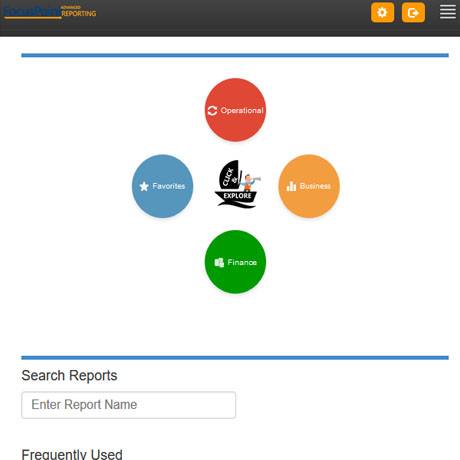 FocusPoint ADVANCED REPORTING
Operational
Favorites
CLICK & EXPLORE
Business
Finance
Search Reports
Enter Report Name
Frequently Used